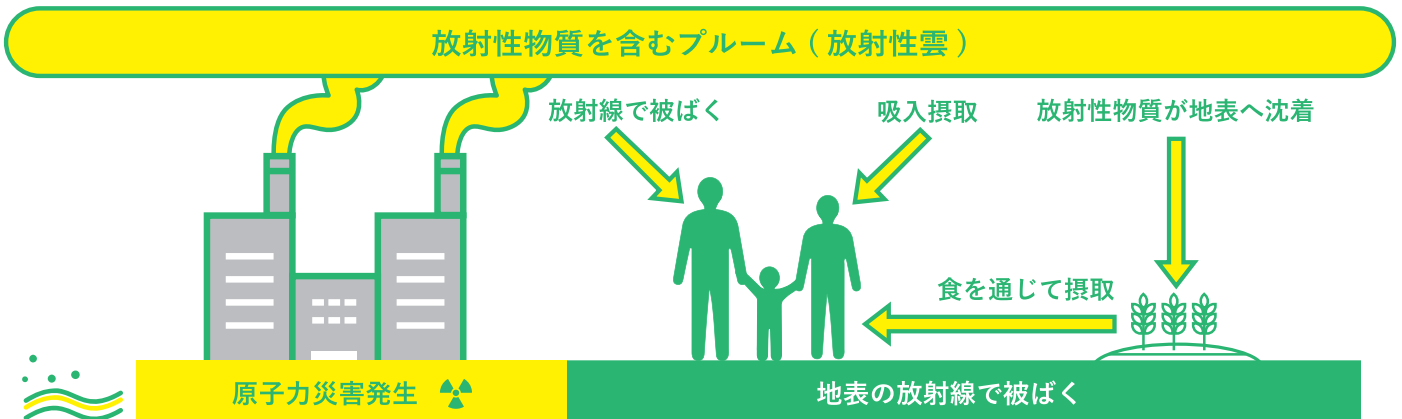 放射性物質を含むプルーム ( 放射性雲 )
放射線で被ばく
吸入摂取
放射性物質が地表へ沈着
食を通じて摂取
原子力災害発生
地表の放射線で被ばく